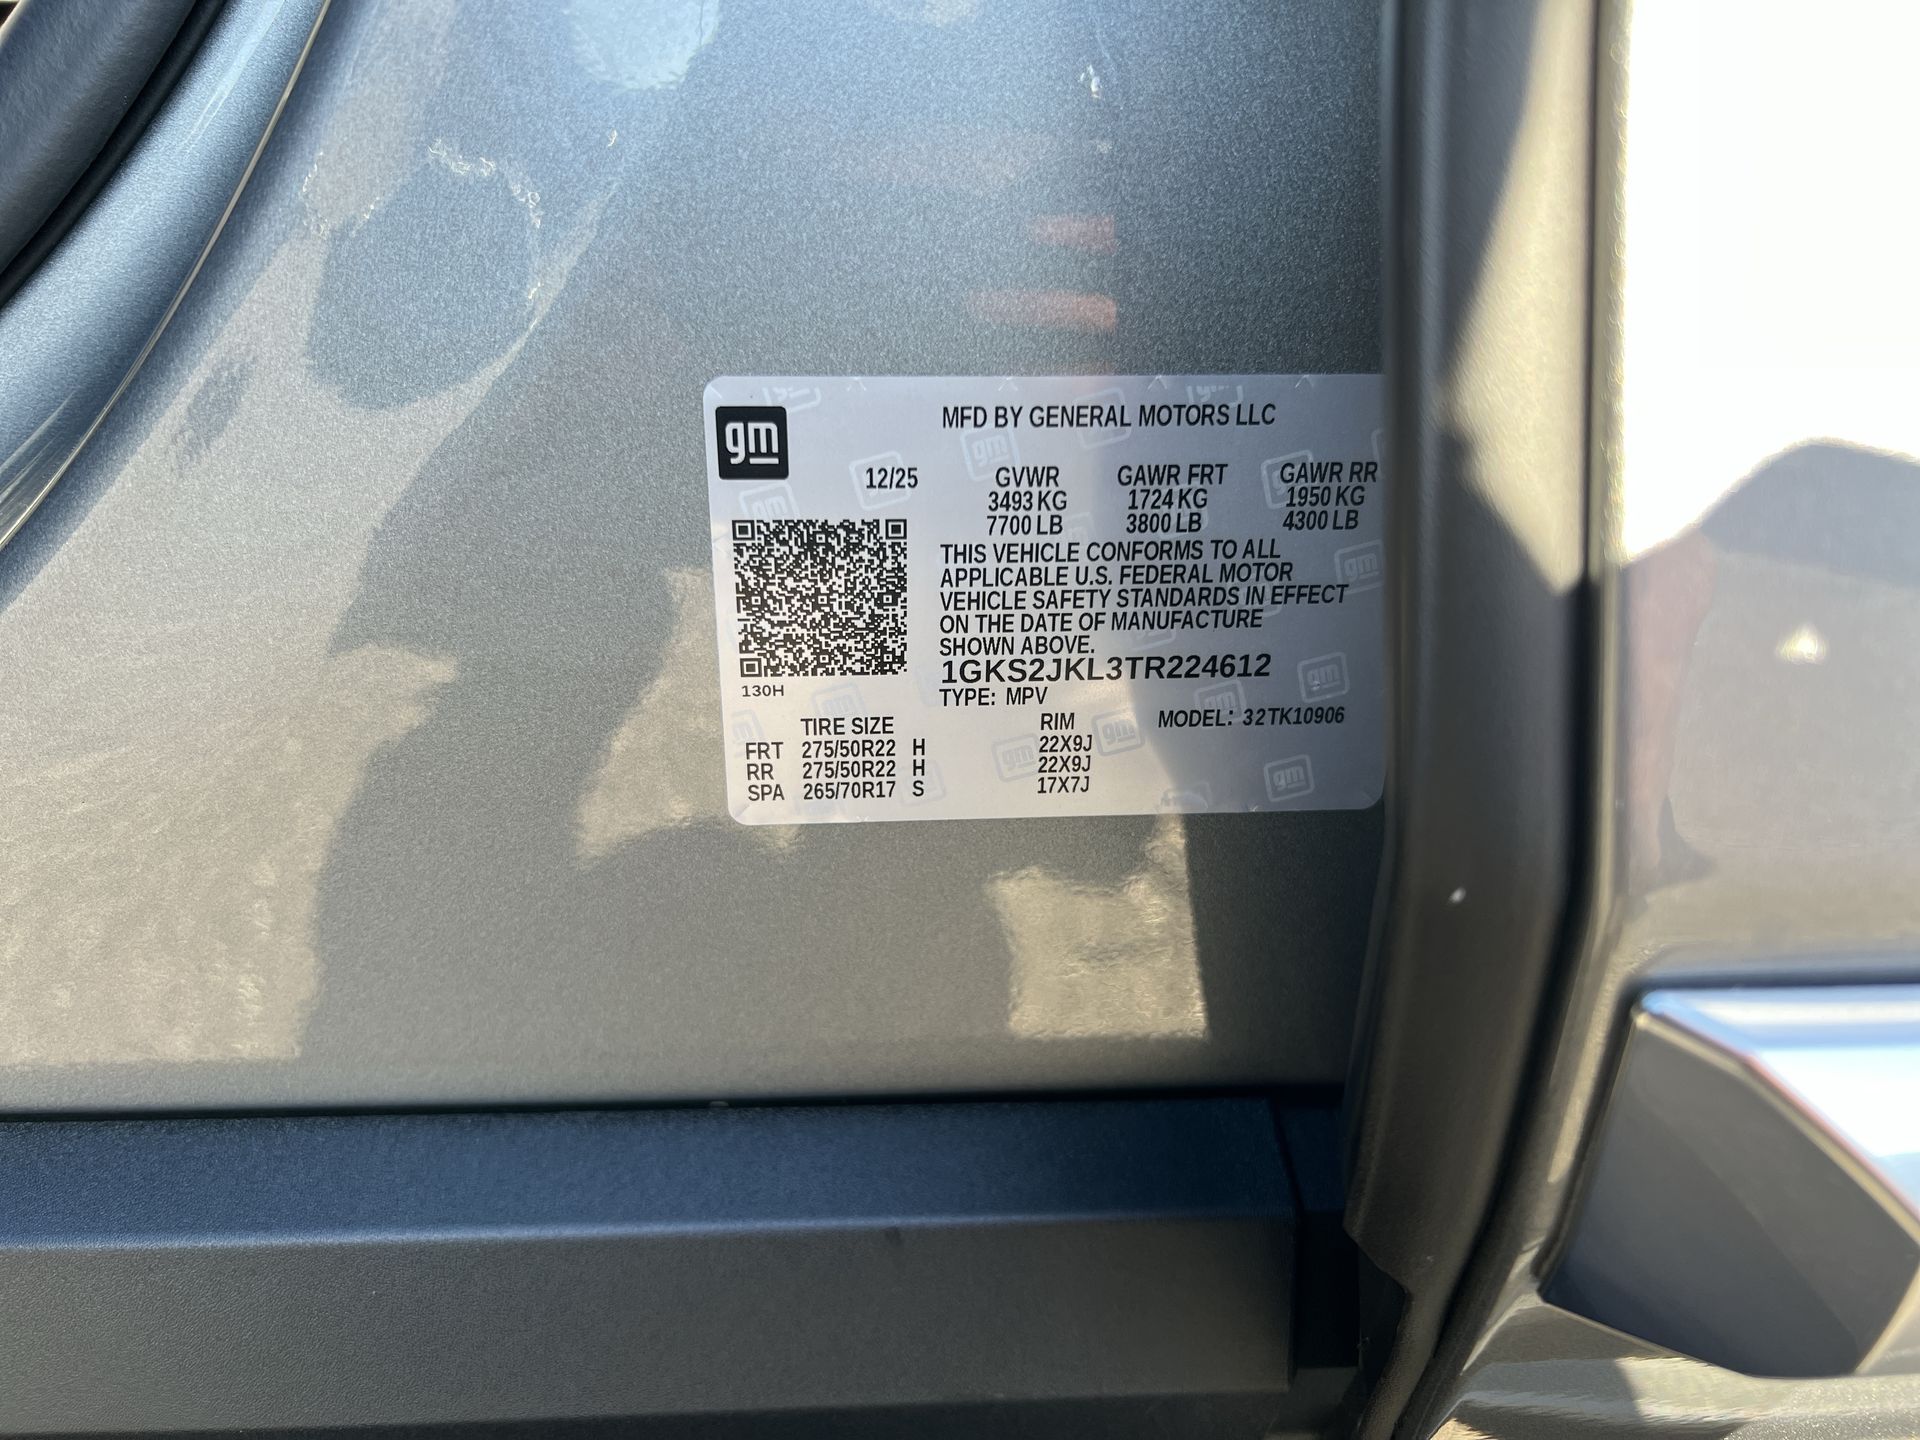 gm
MFD BY GENERAL MOTORS LLC
12/25 GVWR GAWR FRT GAWR RR
3493 KG 1724 KG 1950 KG
7700 LB 3800 LB 4300 LB
THIS VEHICLE CONFORMS TO ALL
APPLICABLE U.S. FEDERAL MOTOR
VEHICLE SAFETY STANDARDS IN EFFECT
ON THE DATE OF MANUFACTURE
SHOWN ABOVE.
1GKS2JKL3TR224612
130H
TYPE: MPV
TIRE SIZE RIM MODEL: 32TK10906
FRT 275/50R22 H 22X9J
RR 275/50R22 H 22X9J
SPA 265/70R17 S 17X7J